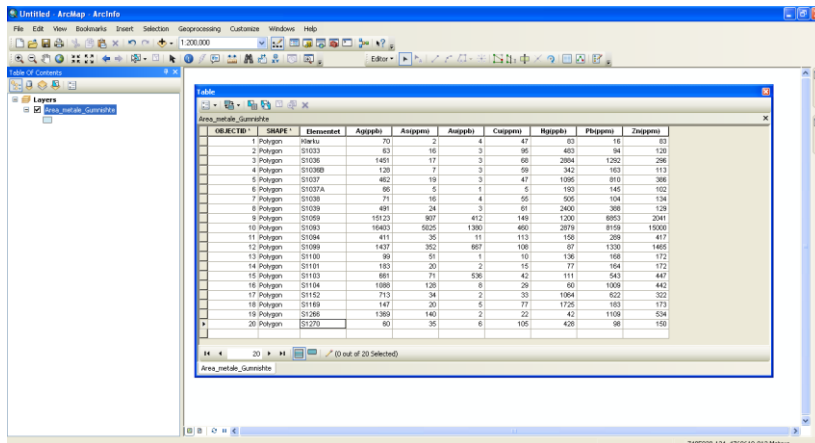 Untitled - ArcMap - ArcInfo
File Edit View Bookmarks Insert Selection Geoprocessing Customize Windows Help
1:200,000
Editor
Table Of Contents
Layers
Area_metale_Gumnishte
Table
Area_metale_Gumnishte
OBJECTID * SHAPE * Elementet Ag(ppb) As(ppm) Au(ppb) Cu(ppm) Hg(ppb) Pb(ppm) Zn(ppm)
1 Polygon Klarku 70 2 4 47 83 16 83
2 Polygon S1033 63 16 3 95 483 94 128
3 Polygon S1036 1451 17 3 68 2884 1292 296
4 Polygon S1036B 128 7 3 59 342 163 113
5 Polygon S1037 462 19 3 47 1095 810 386
6 Polygon S1037A 66 5 1 5 193 145 102
7 Polygon S1038 71 16 4 55 505 104 134
8 Polygon S1039 491 24 3 61 2400 388 129
9 Polygon S1059 15123 907 412 149 1200 6853 2041
10 Polygon S1093 16403 5825 1380 460 2879 8159 15000
11 Polygon S1094 411 35 11 113 156 289 417
12 Polygon S1099 1437 352 667 108 87 1330 1465
13 Polygon S1100 99 51 1 10 136 168 172
14 Polygon S1101 183 20 2 15 77 164 172
15 Polygon S1103 661 71 536 42 111 543 447
16 Polygon S1104 1088 128 8 29 60 1009 442
17 Polygon S1152 713 34 2 33 1064 622 322
18 Polygon S1169 147 20 5 77 1725 183 173
19 Polygon S1266 1369 140 2 22 42 1109 534
20 Polygon S1270 60 35 6 105 428 98 150
20 (0 out of 20 Selected)
Area_metale_Gumnishte